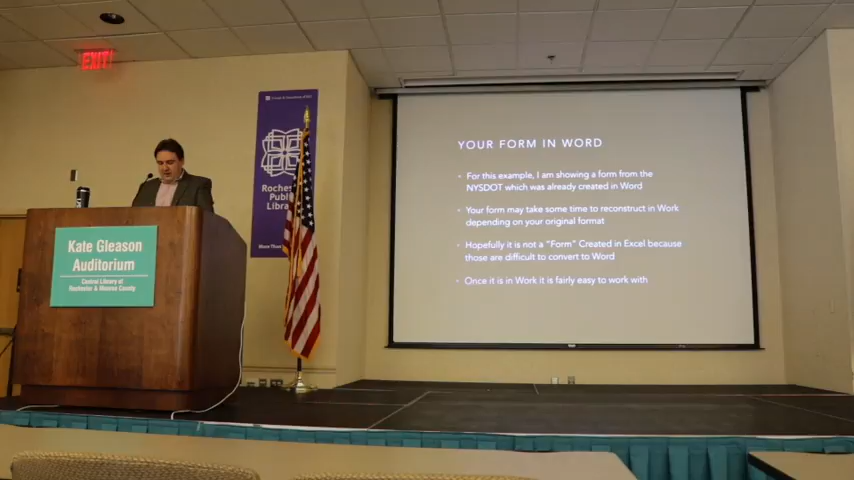 EXIT
YOUR FORM IN WORD
For this example, I am showing a form from the
NYSDOT which was already created in Word
Your form may take some time to reconstruct in Work
depending on your original format
Hopefully it is not a "Form" Created in Excel because
those are difficult to convert to Word
Once it is in Work it is fairly easy to work with
Kate Gleason
Auditorium
Central Library of
Rochester & Monroe County